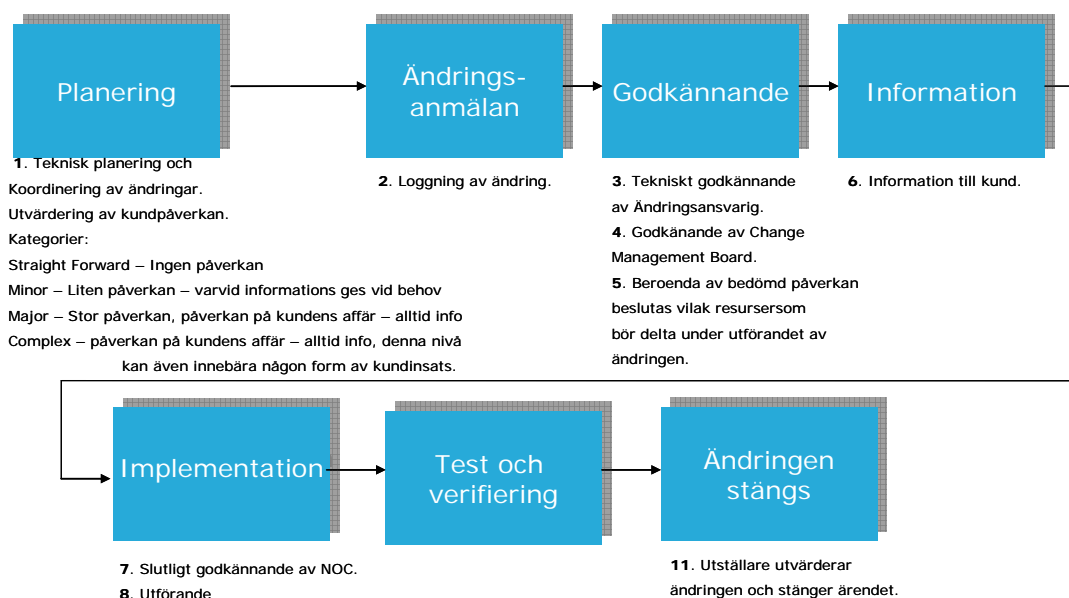 Planering
1. Teknisk planering och
Koordinering av ändringar.
Utvärdering av kundpåverkan.
Kategorier:
Straight Forward – Ingen påverkan
Minor – Liten påverkan – varvid informations ges vid behov
Major – Stor påverkan, påverkan på kundens affär – alltid info
Complex – påverkan på kundens affär – alltid info, denna nivå
kan även innebära någon form av kundinsats.
Ändrings-
anmälan
2. Loggning av ändring.
Godkännande
3. Tekniskt godkännande
av Ändringsansvarig.
4. Godkänande av Change
Management Board.
5. Beroenda av bedömd påverkan
beslutas vilak resursersom
bör delta under utförandet av
ändringen.
Information
6. Information till kund.
Implementation
7. Slutligt godkännande av NOC.
8. Utförande
Test och
verifiering
Ändringen
stängs
11. Utställare utvärderar
ändringen och stänger ärendet.